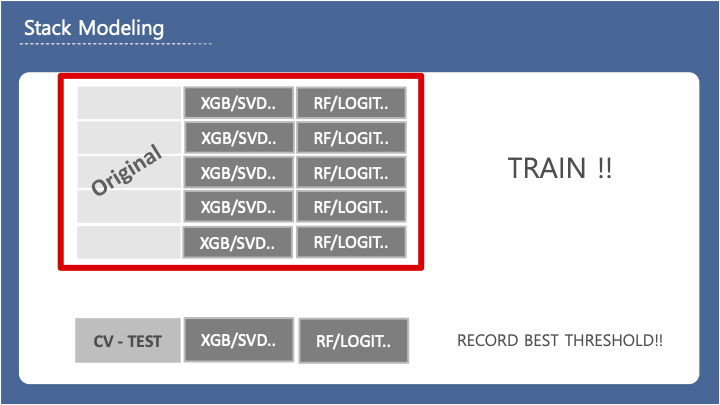 Stack Modeling
XGB/SVD.. RF/LOGIT..
XGB/SVD.. RF/LOGIT..
Original XGB/SVD.. RF/LOGIT..
XGB/SVD.. RF/LOGIT..
XGB/SVD.. RF/LOGIT..
TRAIN !!
CV - TEST XGB/SVD.. RF/LOGIT.. RECORD BEST THRESHOLD!!